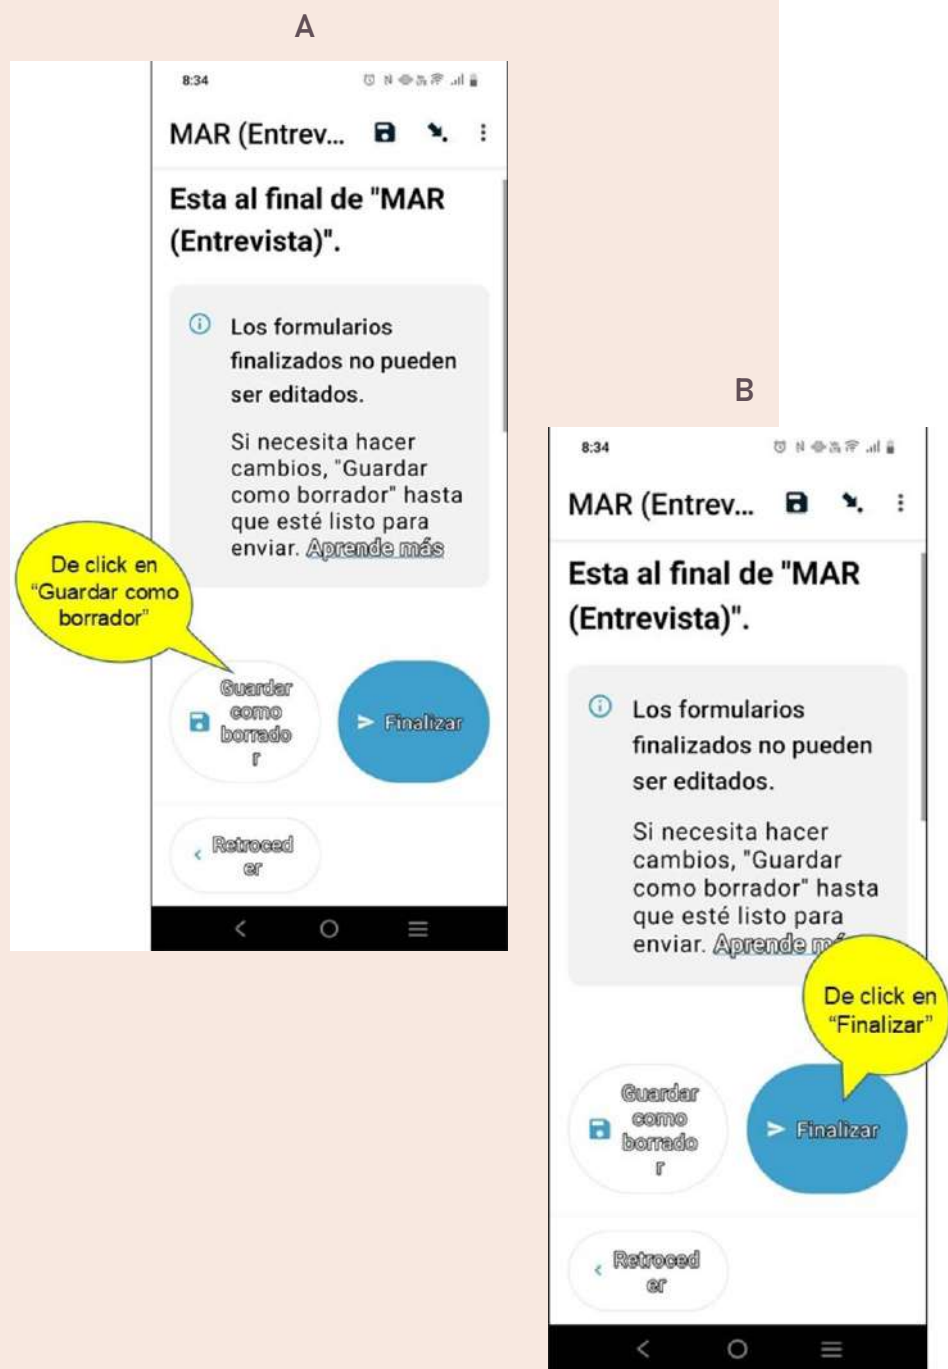 A
8:34
MAR (Entrev...
Esta al final de "MAR
(Entrevista)".
Los formularios
finalizados no pueden
ser editados.
Si necesita hacer
cambios, "Guardar
como borrador" hasta
que esté listo para
enviar. Aprende más
De click en
“Guardar como
borrador”
Guardar
como
borrado
r
Finalizar
Retroced
er
B
8:34
MAR (Entrev...
Esta al final de "MAR
(Entrevista)".
Los formularios
finalizados no pueden
ser editados.
Si necesita hacer
cambios, "Guardar
como borrador" hasta
que esté listo para
enviar. Aprende
De click en
“Finalizar”
Guardar
como
borrado
r
Finalizar
Retroced
er